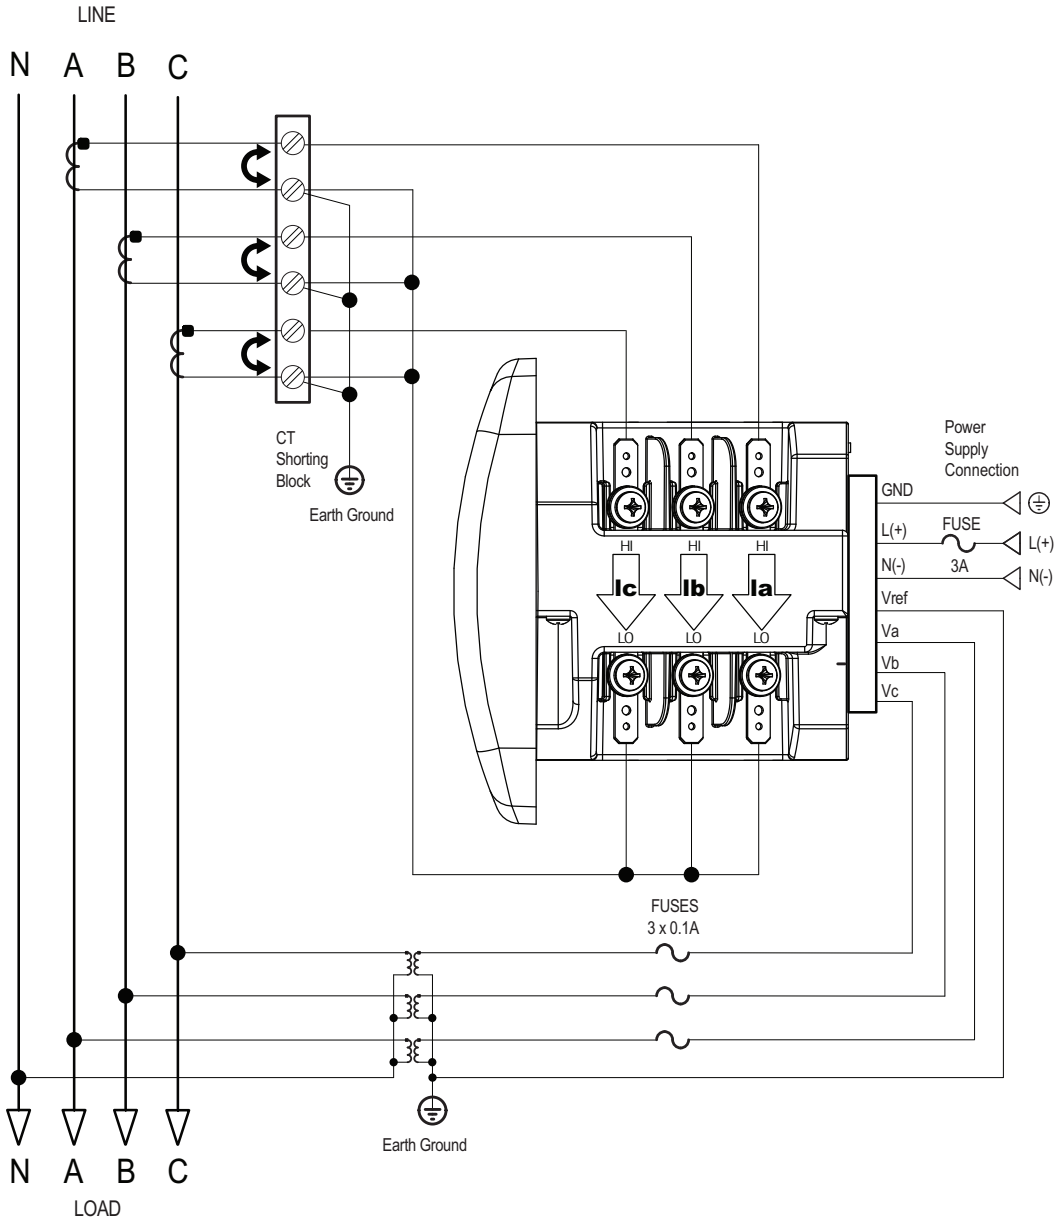 LINE
N A B C
CT
Shorting
Block
Earth Ground
Power
Supply
Connection
GND
L(+)
FUSE
L(+)
3A
N(-)
N(-)
Vref
Va
Vb
Vc
HI HI HI
Ic Ib Ia
LO LO LO
FUSES
3 x 0.1A
Earth Ground
N A B C
LOAD